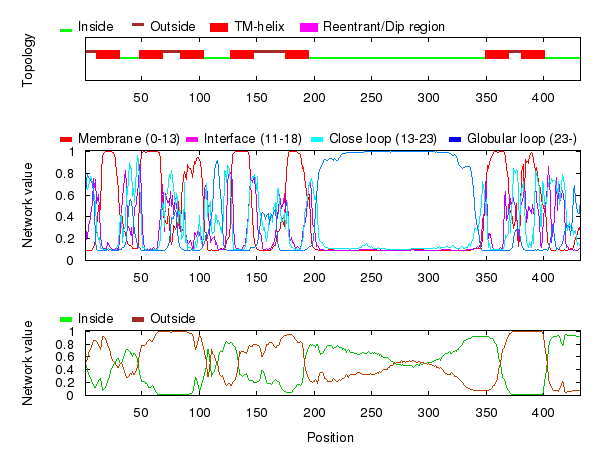 Inside Outside TM-helix Reentrant/Dip region
Topology
50 100 150 200 250 300 350 400
Membrane (0-13) Interface (11-18) Close loop (13-23) Globular loop (23-)
Network value
1
0.8
0.6
0.4
0.2
0
50 100 150 200 250 300 350 400
Inside Outside
Network value
1
0.8
0.6
0.4
0.2
0
50 100 150 200 250 300 350 400
Position